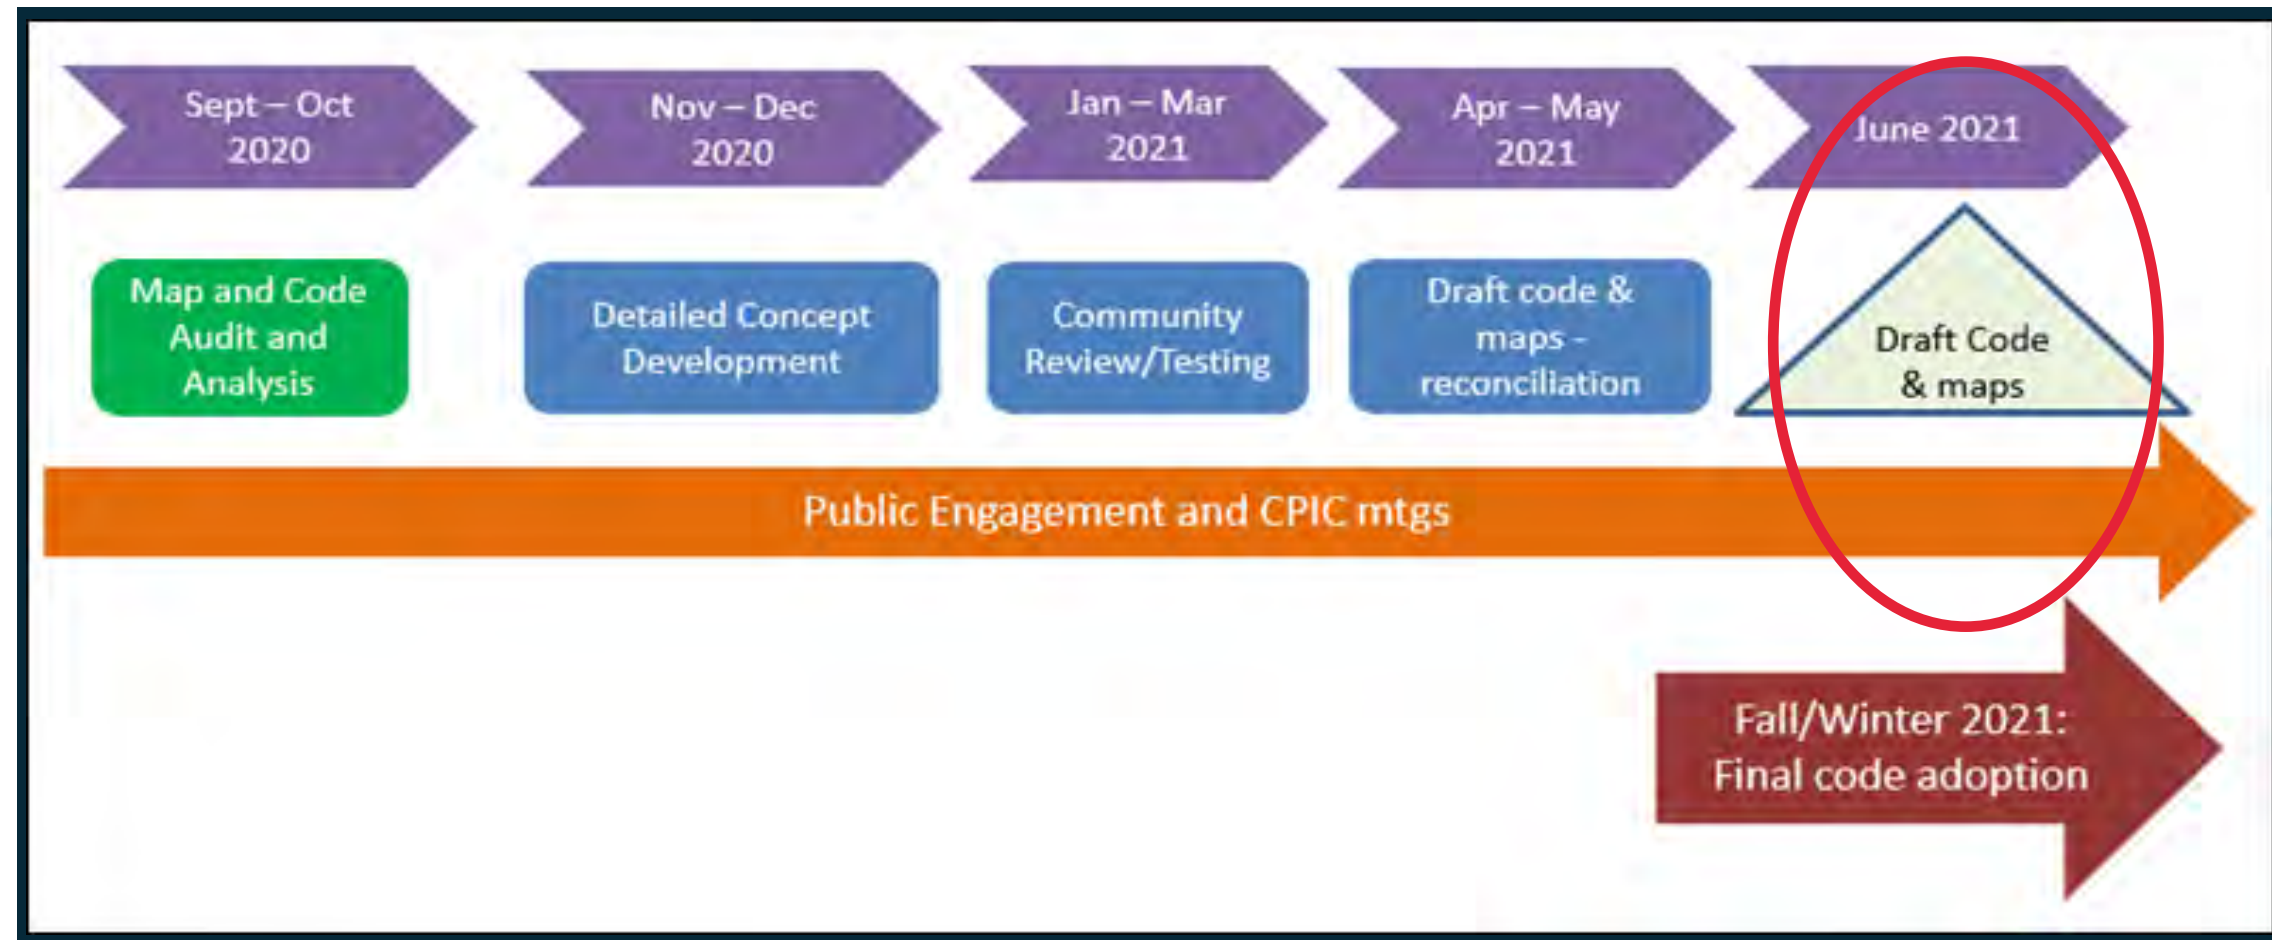 Sept – Oct
2020
Nov – Dec
2020
Jan – Mar
2021
Apr – May
2021
June 2021
Map and Code
Audit and
Analysis
Detailed Concept
Development
Community
Review/Testing
Draft code &
maps -
reconciliation
Draft Code
& maps
Public Engagement and CPIC mtgs
Fall/Winter 2021:
Final code adoption